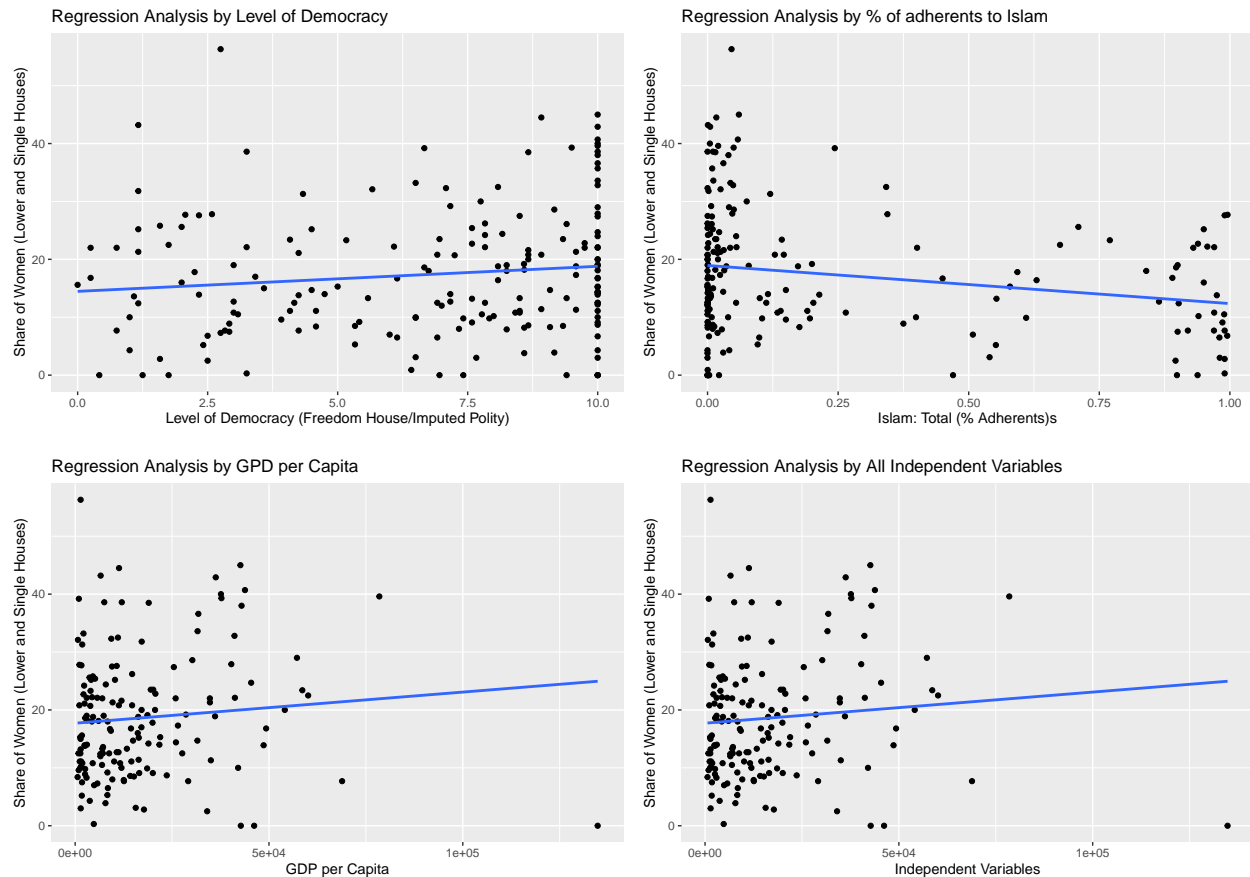 Regression Analysis by Level of Democracy
Share of Women (Lower and Single Houses)
40
20
0
0.0 2.5 5.0 7.5 10.0
Level of Democracy (Freedom House/Imputed Polity)
Regression Analysis by % of adherents to Islam
Share of Women (Lower and Single Houses)
40
20
0
0.00 0.25 0.50 0.75 1.00
Islam: Total (% Adherents)s
Regression Analysis by GPD per Capita
Share of Women (Lower and Single Houses)
40
20
0
0e+00 5e+04 1e+05
GDP per Capita
Regression Analysis by All Independent Variables
Share of Women (Lower and Single Houses)
40
20
0
0e+00 5e+04 1e+05
Independent Variables